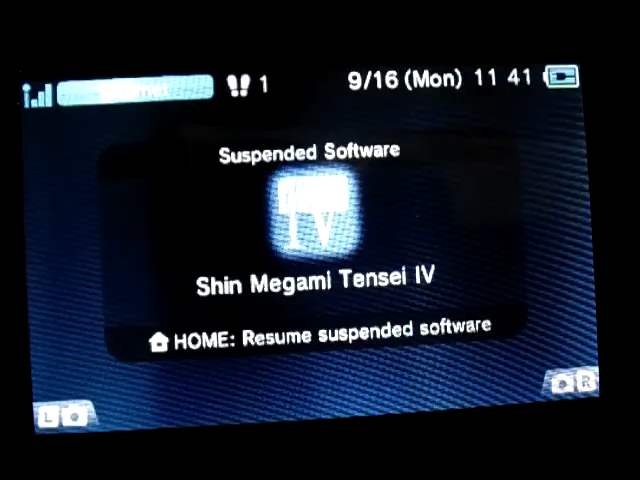 1 9/16 (Mon) 11 41
Suspended Software
IV
Shin Megami Tensei IV
HOME: Resume suspended software
L
R